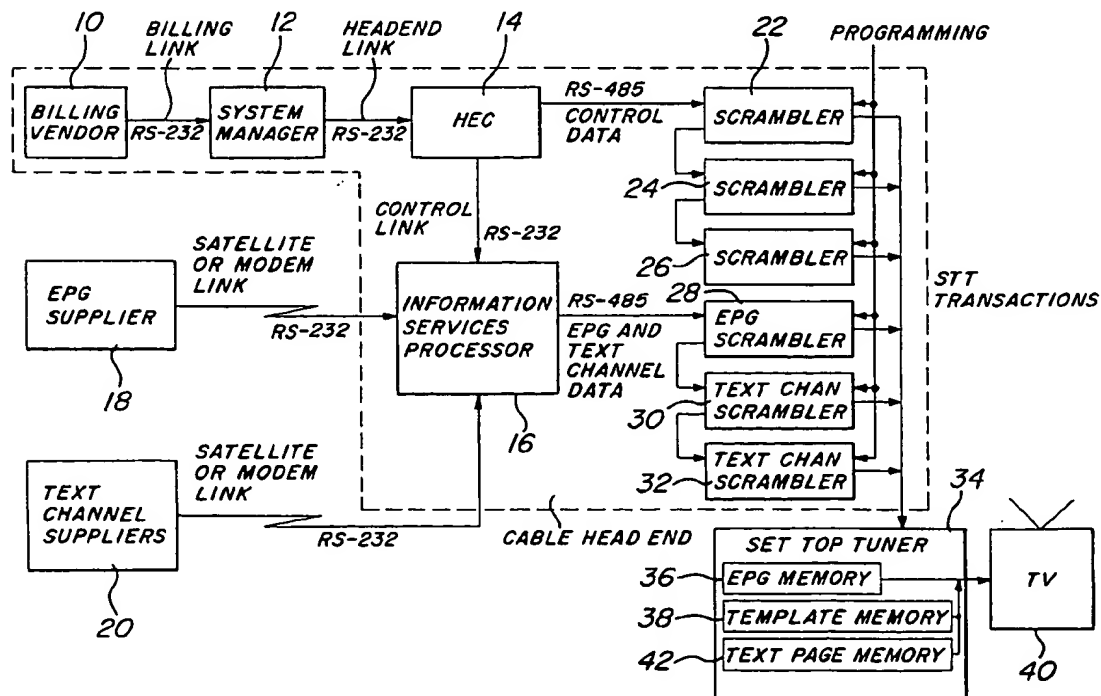 10
BILLING
LINK
12
HEADEND
LINK
14
22
PROGRAMMING
BILLING
VENDOR
RS-232
SYSTEM
MANAGER
RS-232
HEC
RS-485
CONTROL
DATA
SCRAMBLER
24
SCRAMBLER
26
SCRAMBLER
CONTROL
LINK
RS-232
STT
TRANSACTIONS
SATELLITE
OR MODEM
LINK
EPG
SUPPLIER
RS-232
18
INFORMATION
SERVICES
PROCESSOR
16
RS-485
EPG AND
TEXT
CHANNEL
DATA
28
EPG
SCRAMBLER
30
TEXT CHAN
SCRAMBLER
32
TEXT CHAN
SCRAMBLER
SATELLITE
OR MODEM
LINK
TEXT
CHANNEL
SUPPLIERS
RS-232
20
CABLE HEAD END
34
SET TOP TUNER
36
EPG MEMORY
38
TEMPLATE MEMORY
42
TEXT PAGE MEMORY
TV
40